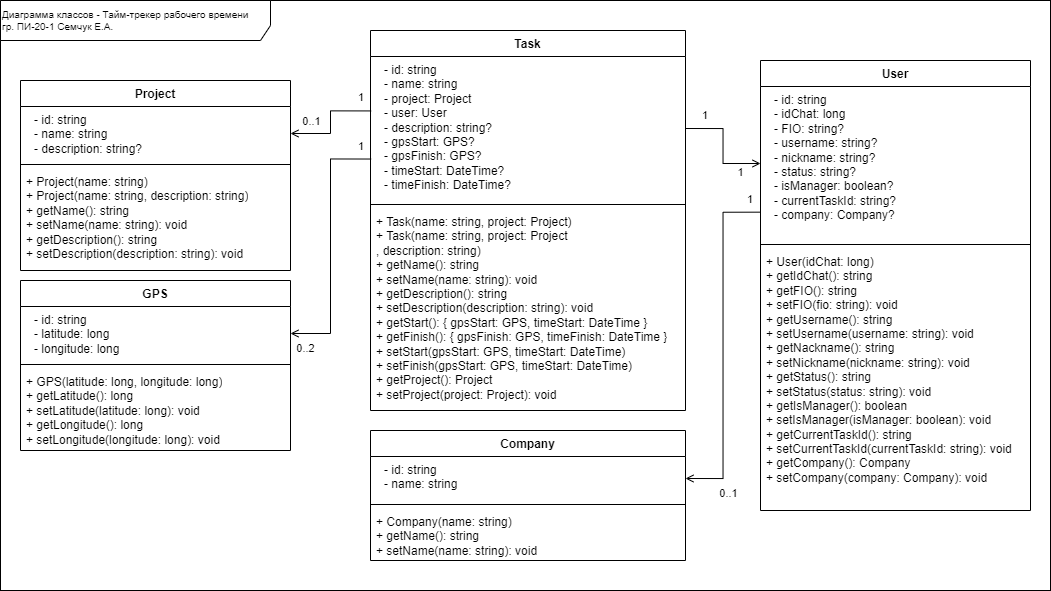 Диаграмма классов - Тайм-трекер рабочего времени
гр. ПИ-20-1 Семчук Е.А.
Project
- id: string
- name: string
- description: string?
+ Project(name: string)
+ Project(name: string, description: string)
+ getName(): string
+ setName(name: string): void
+ getDescription(): string
+ setDescription(description: string): void
GPS
- id: string
- latitude: long
- longitude: long
+ GPS(latitude: long, longitude: long)
+ getLatitude(): long
+ setLatitude(latitude: long): void
+ getLongitude(): long
+ setLongitude(longitude: long): void
1
0..1
1
0..2
Task
- id: string
- name: string
- project: Project
- user: User
- description: string?
- gpsStart: GPS?
- gpsFinish: GPS?
- timeStart: DateTime?
- timeFinish: DateTime?
+ Task(name: string, project: Project)
+ Task(name: string, project: Project
, description: string)
+ getName(): string
+ setName(name: string): void
+ getDescription(): string
+ setDescription(description: string): void
+ getStart(): { gpsStart: GPS, timeStart: DateTime }
+ getFinish(): { gpsFinish: GPS, timeFinish: DateTime }
+ setStart(gpsStart: GPS, timeStart: DateTime)
+ setFinish(gpsStart: GPS, timeStart: DateTime)
+ getProject(): Project
+ setProject(project: Project): void
Company
- id: string
- name: string
+ Company(name: string)
+ getName(): string
+ setName(name: string): void
1
1
1
0..1
User
- id: string
- idChat: long
- FIO: string?
- username: string?
- nickname: string?
- status: string?
- isManager: boolean?
- currentTaskId: string?
- company: Company?
+ User(idChat: long)
+ getIdChat(): string
+ getFIO(): string
+ setFIO(fio: string): void
+ getUsername(): string
+ setUsername(username: string): void
+ getNackname(): string
+ setNickname(nickname: string): void
+ getStatus(): string
+ setStatus(status: string): void
+ getIsManager(): boolean
+ setIsManager(isManager: boolean): void
+ getCurrentTaskId(): string
+ setCurrentTaskId(currentTaskId: string): void
+ getCompany(): Company
+ setCompany(company: Company): void